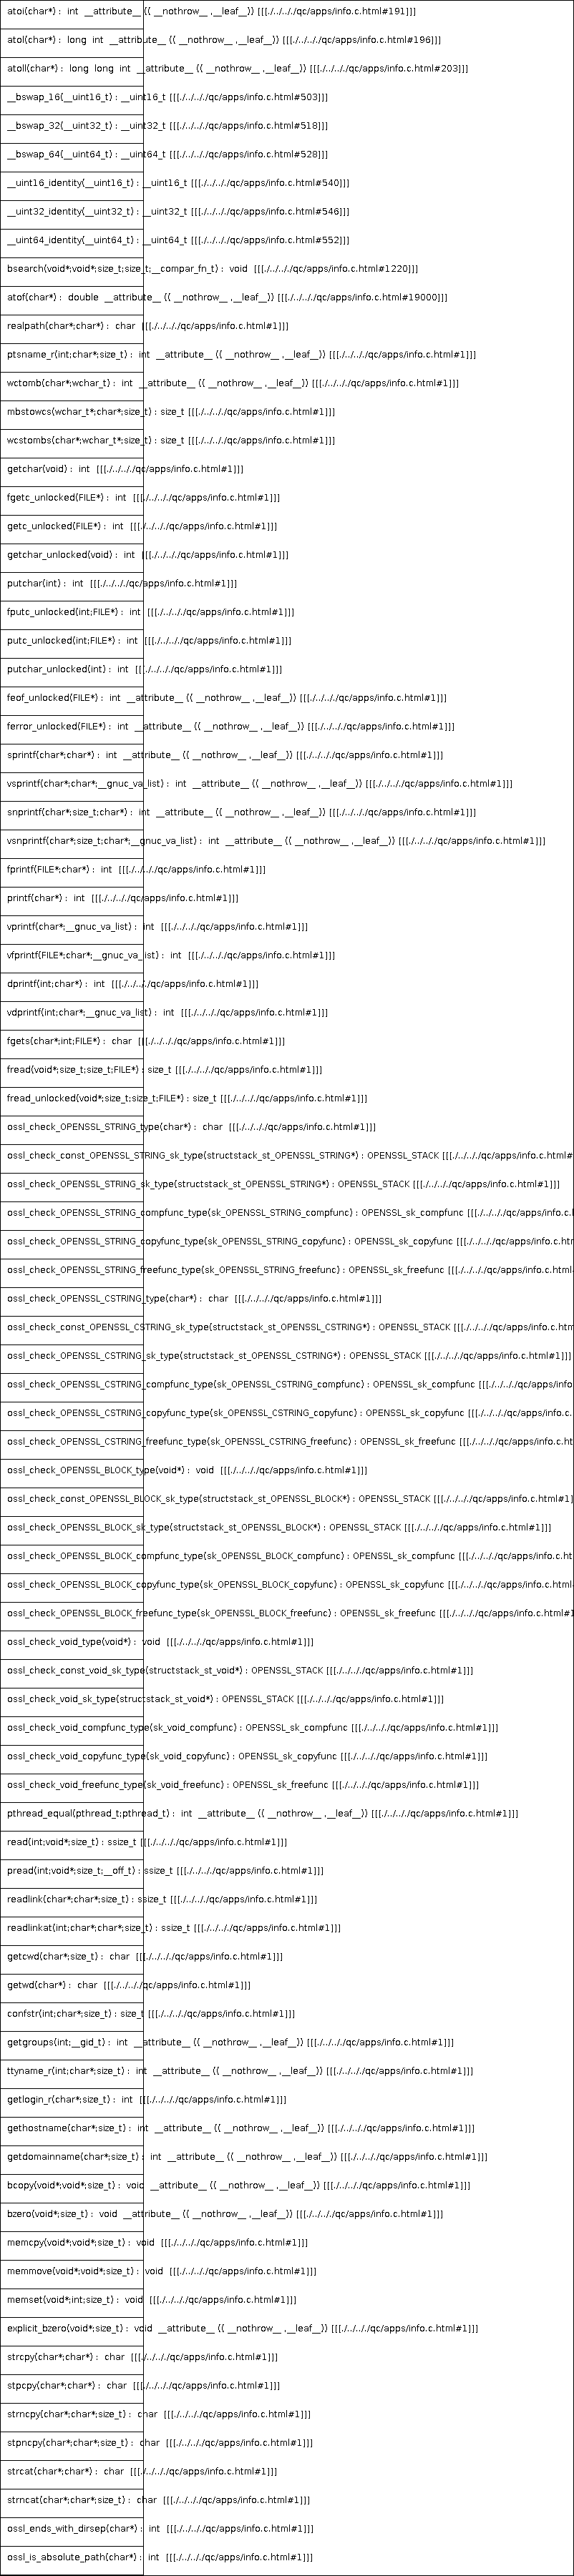 atoi(char*) : int __attribute__ (( __nothrow__ ,__leaf__)) [[[./../../../qc/apps/info.c.html#191]]]
atol(char*) : long int __attribute__ (( __nothrow__ ,__leaf__)) [[[./../../../qc/apps/info.c.html#196]]]
atoll(char*) : long long int __attribute__ (( __nothrow__ ,__leaf__)) [[[./../../../qc/apps/info.c.html#203]]]
__bswap_16(__uint16_t) : __uint16_t [[[./../../../qc/apps/info.c.html#503]]]
__bswap_32(__uint32_t) : __uint32_t [[[./../../../qc/apps/info.c.html#518]]]
__bswap_64(__uint64_t) : __uint64_t [[[./../../../qc/apps/info.c.html#528]]]
__uint16_identity(__uint16_t) : __uint16_t [[[./../../../qc/apps/info.c.html#540]]]
__uint32_identity(__uint32_t) : __uint32_t [[[./../../../qc/apps/info.c.html#546]]]
__uint64_identity(__uint64_t) : __uint64_t [[[./../../../qc/apps/info.c.html#552]]]
bsearch(void*;void*;size_t;size_t;__compar_fn_t) : void [[[./../../../qc/apps/info.c.html#1220]]]
atof(char*) : double __attribute__ (( __nothrow__ ,__leaf__)) [[[./../../../qc/apps/info.c.html#19000]]]
realpath(char*;char*) : char [[[./../../../qc/apps/info.c.html#1]]]
ptsname_r(int;char*;size_t) : int __attribute__ (( __nothrow__ ,__leaf__)) [[[./../../../qc/apps/info.c.html#1]]]
wctomb(char*;wchar_t) : int __attribute__ (( __nothrow__ ,__leaf__)) [[[./../../../qc/apps/info.c.html#1]]]
mbstowcs(wchar_t*;char*;size_t) : size_t [[[./../../../qc/apps/info.c.html#1]]]
wcstombs(char*;wchar_t*;size_t) : size_t [[[./../../../qc/apps/info.c.html#1]]]
getchar(void) : int [[[./../../../qc/apps/info.c.html#1]]]
fgetc_unlocked(FILE*) : int [[[./../../../qc/apps/info.c.html#1]]]
getc_unlocked(FILE*) : int [[[./../../../qc/apps/info.c.html#1]]]
getchar_unlocked(void) : int [[[./../../../qc/apps/info.c.html#1]]]
putchar(int) : int [[[./../../../qc/apps/info.c.html#1]]]
fputc_unlocked(int;FILE*) : int [[[./../../../qc/apps/info.c.html#1]]]
putc_unlocked(int;FILE*) : int [[[./../../../qc/apps/info.c.html#1]]]
putchar_unlocked(int) : int [[[./../../../qc/apps/info.c.html#1]]]
feof_unlocked(FILE*) : int __attribute__ (( __nothrow__ ,__leaf__)) [[[./../../../qc/apps/info.c.html#1]]]
ferror_unlocked(FILE*) : int __attribute__ (( __nothrow__ ,__leaf__)) [[[./../../../qc/apps/info.c.html#1]]]
sprintf(char*;char*) : int __attribute__ (( __nothrow__ ,__leaf__)) [[[./../../../qc/apps/info.c.html#1]]]
vsprintf(char*;char*;__gnuc_va_list) : int __attribute__ (( __nothrow__ ,__leaf__)) [[[./../../../qc/apps/info.c.html#1]]]
snprintf(char*;size_t;char*) : int __attribute__ (( __nothrow__ ,__leaf__)) [[[./../../../qc/apps/info.c.html#1]]]
vsnprintf(char*;size_t;char*;__gnuc_va_list) : int __attribute__ (( __nothrow__ ,__leaf__)) [[[./../../../qc/apps/info.c.html#1]]]
fprintf(FILE*;char*) : int [[[./../../../qc/apps/info.c.html#1]]]
printf(char*) : int [[[./../../../qc/apps/info.c.html#1]]]
vprintf(char*;__gnuc_va_list) : int [[[./../../../qc/apps/info.c.html#1]]]
vfprintf(FILE*;char*;__gnuc_va_list) : int [[[./../../../qc/apps/info.c.html#1]]]
dprintf(int;char*) : int [[[./../../../qc/apps/info.c.html#1]]]
vdprintf(int;char*;__gnuc_va_list) : int [[[./../../../qc/apps/info.c.html#1]]]
fgets(char*;int;FILE*) : char [[[./../../../qc/apps/info.c.html#1]]]
fread(void*;size_t;size_t;FILE*) : size_t [[[./../../../qc/apps/info.c.html#1]]]
fread_unlocked(void*;size_t;size_t;FILE*) : size_t [[[./../../../qc/apps/info.c.html#1]]]
ossl_check_OPENSSL_STRING_type(char*) : char [[[./../../../qc/apps/info.c.html#1]]]
ossl_check_const_OPENSSL_STRING_sk_type(structstack_st_OPENSSL_STRING*) : OPENSSL_STACK [[[./../../../qc/apps/info.c.html#
ossl_check_OPENSSL_STRING_sk_type(structstack_st_OPENSSL_STRING*) : OPENSSL_STACK [[[./../../../qc/apps/info.c.html#1]]]
ossl_check_OPENSSL_STRING_compfunc_type(sk_OPENSSL_STRING_compfunc) : OPENSSL_sk_compfunc [[[./../../../qc/apps/info.c.
ossl_check_OPENSSL_STRING_copyfunc_type(sk_OPENSSL_STRING_copyfunc) : OPENSSL_sk_copyfunc [[[./../../../qc/apps/info.c.ht
ossl_check_OPENSSL_STRING_freefunc_type(sk_OPENSSL_STRING_freefunc) : OPENSSL_sk_freefunc [[[./../../../qc/apps/info.c.html
ossl_check_OPENSSL_CSTRING_type(char*) : char [[[./../../../qc/apps/info.c.html#1]]]
ossl_check_const_OPENSSL_CSTRING_sk_type(structstack_st_OPENSSL_CSTRING*) : OPENSSL_STACK [[[./../../../qc/apps/info.c.htm
ossl_check_OPENSSL_CSTRING_sk_type(structstack_st_OPENSSL_CSTRING*) : OPENSSL_STACK [[[./../../../qc/apps/info.c.html#1]]]
ossl_check_OPENSSL_CSTRING_compfunc_type(sk_OPENSSL_CSTRING_compfunc) : OPENSSL_sk_compfunc [[[./../../../qc/apps/info
ossl_check_OPENSSL_CSTRING_copyfunc_type(sk_OPENSSL_CSTRING_copyfunc) : OPENSSL_sk_copyfunc [[[./../../../qc/apps/info.c.
ossl_check_OPENSSL_CSTRING_freefunc_type(sk_OPENSSL_CSTRING_freefunc) : OPENSSL_sk_freefunc [[[./../../../qc/apps/info.c.ht
ossl_check_OPENSSL_BLOCK_type(void*) : void [[[./../../../qc/apps/info.c.html#1]]]
ossl_check_const_OPENSSL_BLOCK_sk_type(structstack_st_OPENSSL_BLOCK*) : OPENSSL_STACK [[[./../../../qc/apps/info.c.html#1]
ossl_check_OPENSSL_BLOCK_sk_type(structstack_st_OPENSSL_BLOCK*) : OPENSSL_STACK [[[./../../../qc/apps/info.c.html#1]]]
ossl_check_OPENSSL_BLOCK_compfunc_type(sk_OPENSSL_BLOCK_compfunc) : OPENSSL_sk_compfunc [[[./../../../qc/apps/info.c.ht
ossl_check_OPENSSL_BLOCK_copyfunc_type(sk_OPENSSL_BLOCK_copyfunc) : OPENSSL_sk_copyfunc [[[./../../../qc/apps/info.c.html
ossl_check_OPENSSL_BLOCK_freefunc_type(sk_OPENSSL_BLOCK_freefunc) : OPENSSL_sk_freefunc [[[./../../../qc/apps/info.c.html#1
ossl_check_void_type(void*) : void [[[./../../../qc/apps/info.c.html#1]]]
ossl_check_const_void_sk_type(structstack_st_void*) : OPENSSL_STACK [[[./../../../qc/apps/info.c.html#1]]]
ossl_check_void_sk_type(structstack_st_void*) : OPENSSL_STACK [[[./../../../qc/apps/info.c.html#1]]]
ossl_check_void_compfunc_type(sk_void_compfunc) : OPENSSL_sk_compfunc [[[./../../../qc/apps/info.c.html#1]]]
ossl_check_void_copyfunc_type(sk_void_copyfunc) : OPENSSL_sk_copyfunc [[[./../../../qc/apps/info.c.html#1]]]
ossl_check_void_freefunc_type(sk_void_freefunc) : OPENSSL_sk_freefunc [[[./../../../qc/apps/info.c.html#1]]]
pthread_equal(pthread_t;pthread_t) : int __attribute__ (( __nothrow__ ,__leaf__)) [[[./../../../qc/apps/info.c.html#1]]]
read(int;void*;size_t) : ssize_t [[[./../../../qc/apps/info.c.html#1]]]
pread(int;void*;size_t;__off_t) : ssize_t [[[./../../../qc/apps/info.c.html#1]]]
readlink(char*;char*;size_t) : ssize_t [[[./../../../qc/apps/info.c.html#1]]]
readlinkat(int;char*;char*;size_t) : ssize_t [[[./../../../qc/apps/info.c.html#1]]]
getcwd(char*;size_t) : char [[[./../../../qc/apps/info.c.html#1]]]
getwd(char*) : char [[[./../../../qc/apps/info.c.html#1]]]
confstr(int;char*;size_t) : size_t [[[./../../../qc/apps/info.c.html#1]]]
getgroups(int;__gid_t) : int __attribute__ (( __nothrow__ ,__leaf__)) [[[./../../../qc/apps/info.c.html#1]]]
ttyname_r(int;char*;size_t) : int __attribute__ (( __nothrow__ ,__leaf__)) [[[./../../../qc/apps/info.c.html#1]]]
getlogin_r(char*;size_t) : int [[[./../../../qc/apps/info.c.html#1]]]
gethostname(char*;size_t) : int __attribute__ (( __nothrow__ ,__leaf__)) [[[./../../../qc/apps/info.c.html#1]]]
getdomainname(char*;size_t) : int __attribute__ (( __nothrow__ ,__leaf__)) [[[./../../../qc/apps/info.c.html#1]]]
bcopy(void*;void*;size_t) : void __attribute__ (( __nothrow__ ,__leaf__)) [[[./../../../qc/apps/info.c.html#1]]]
bzero(void*;size_t) : void __attribute__ (( __nothrow__ ,__leaf__)) [[[./../../../qc/apps/info.c.html#1]]]
memcpy(void*;void*;size_t) : void [[[./../../../qc/apps/info.c.html#1]]]
memmove(void*;void*;size_t) : void [[[./../../../qc/apps/info.c.html#1]]]
memset(void*;int;size_t) : void [[[./../../../qc/apps/info.c.html#1]]]
explicit_bzero(void*;size_t) : void __attribute__ (( __nothrow__ ,__leaf__)) [[[./../../../qc/apps/info.c.html#1]]]
strcpy(char*;char*) : char [[[./../../../qc/apps/info.c.html#1]]]
stpcpy(char*;char*) : char [[[./../../../qc/apps/info.c.html#1]]]
strncpy(char*;char*;size_t) : char [[[./../../../qc/apps/info.c.html#1]]]
stpncpy(char*;char*;size_t) : char [[[./../../../qc/apps/info.c.html#1]]]
strcat(char*;char*) : char [[[./../../../qc/apps/info.c.html#1]]]
strncat(char*;char*;size_t) : char [[[./../../../qc/apps/info.c.html#1]]]
ossl_ends_with_dirsep(char*) : int [[[./../../../qc/apps/info.c.html#1]]]
ossl_is_absolute_path(char*) : int [[[./../../../qc/apps/info.c.html#1]]]